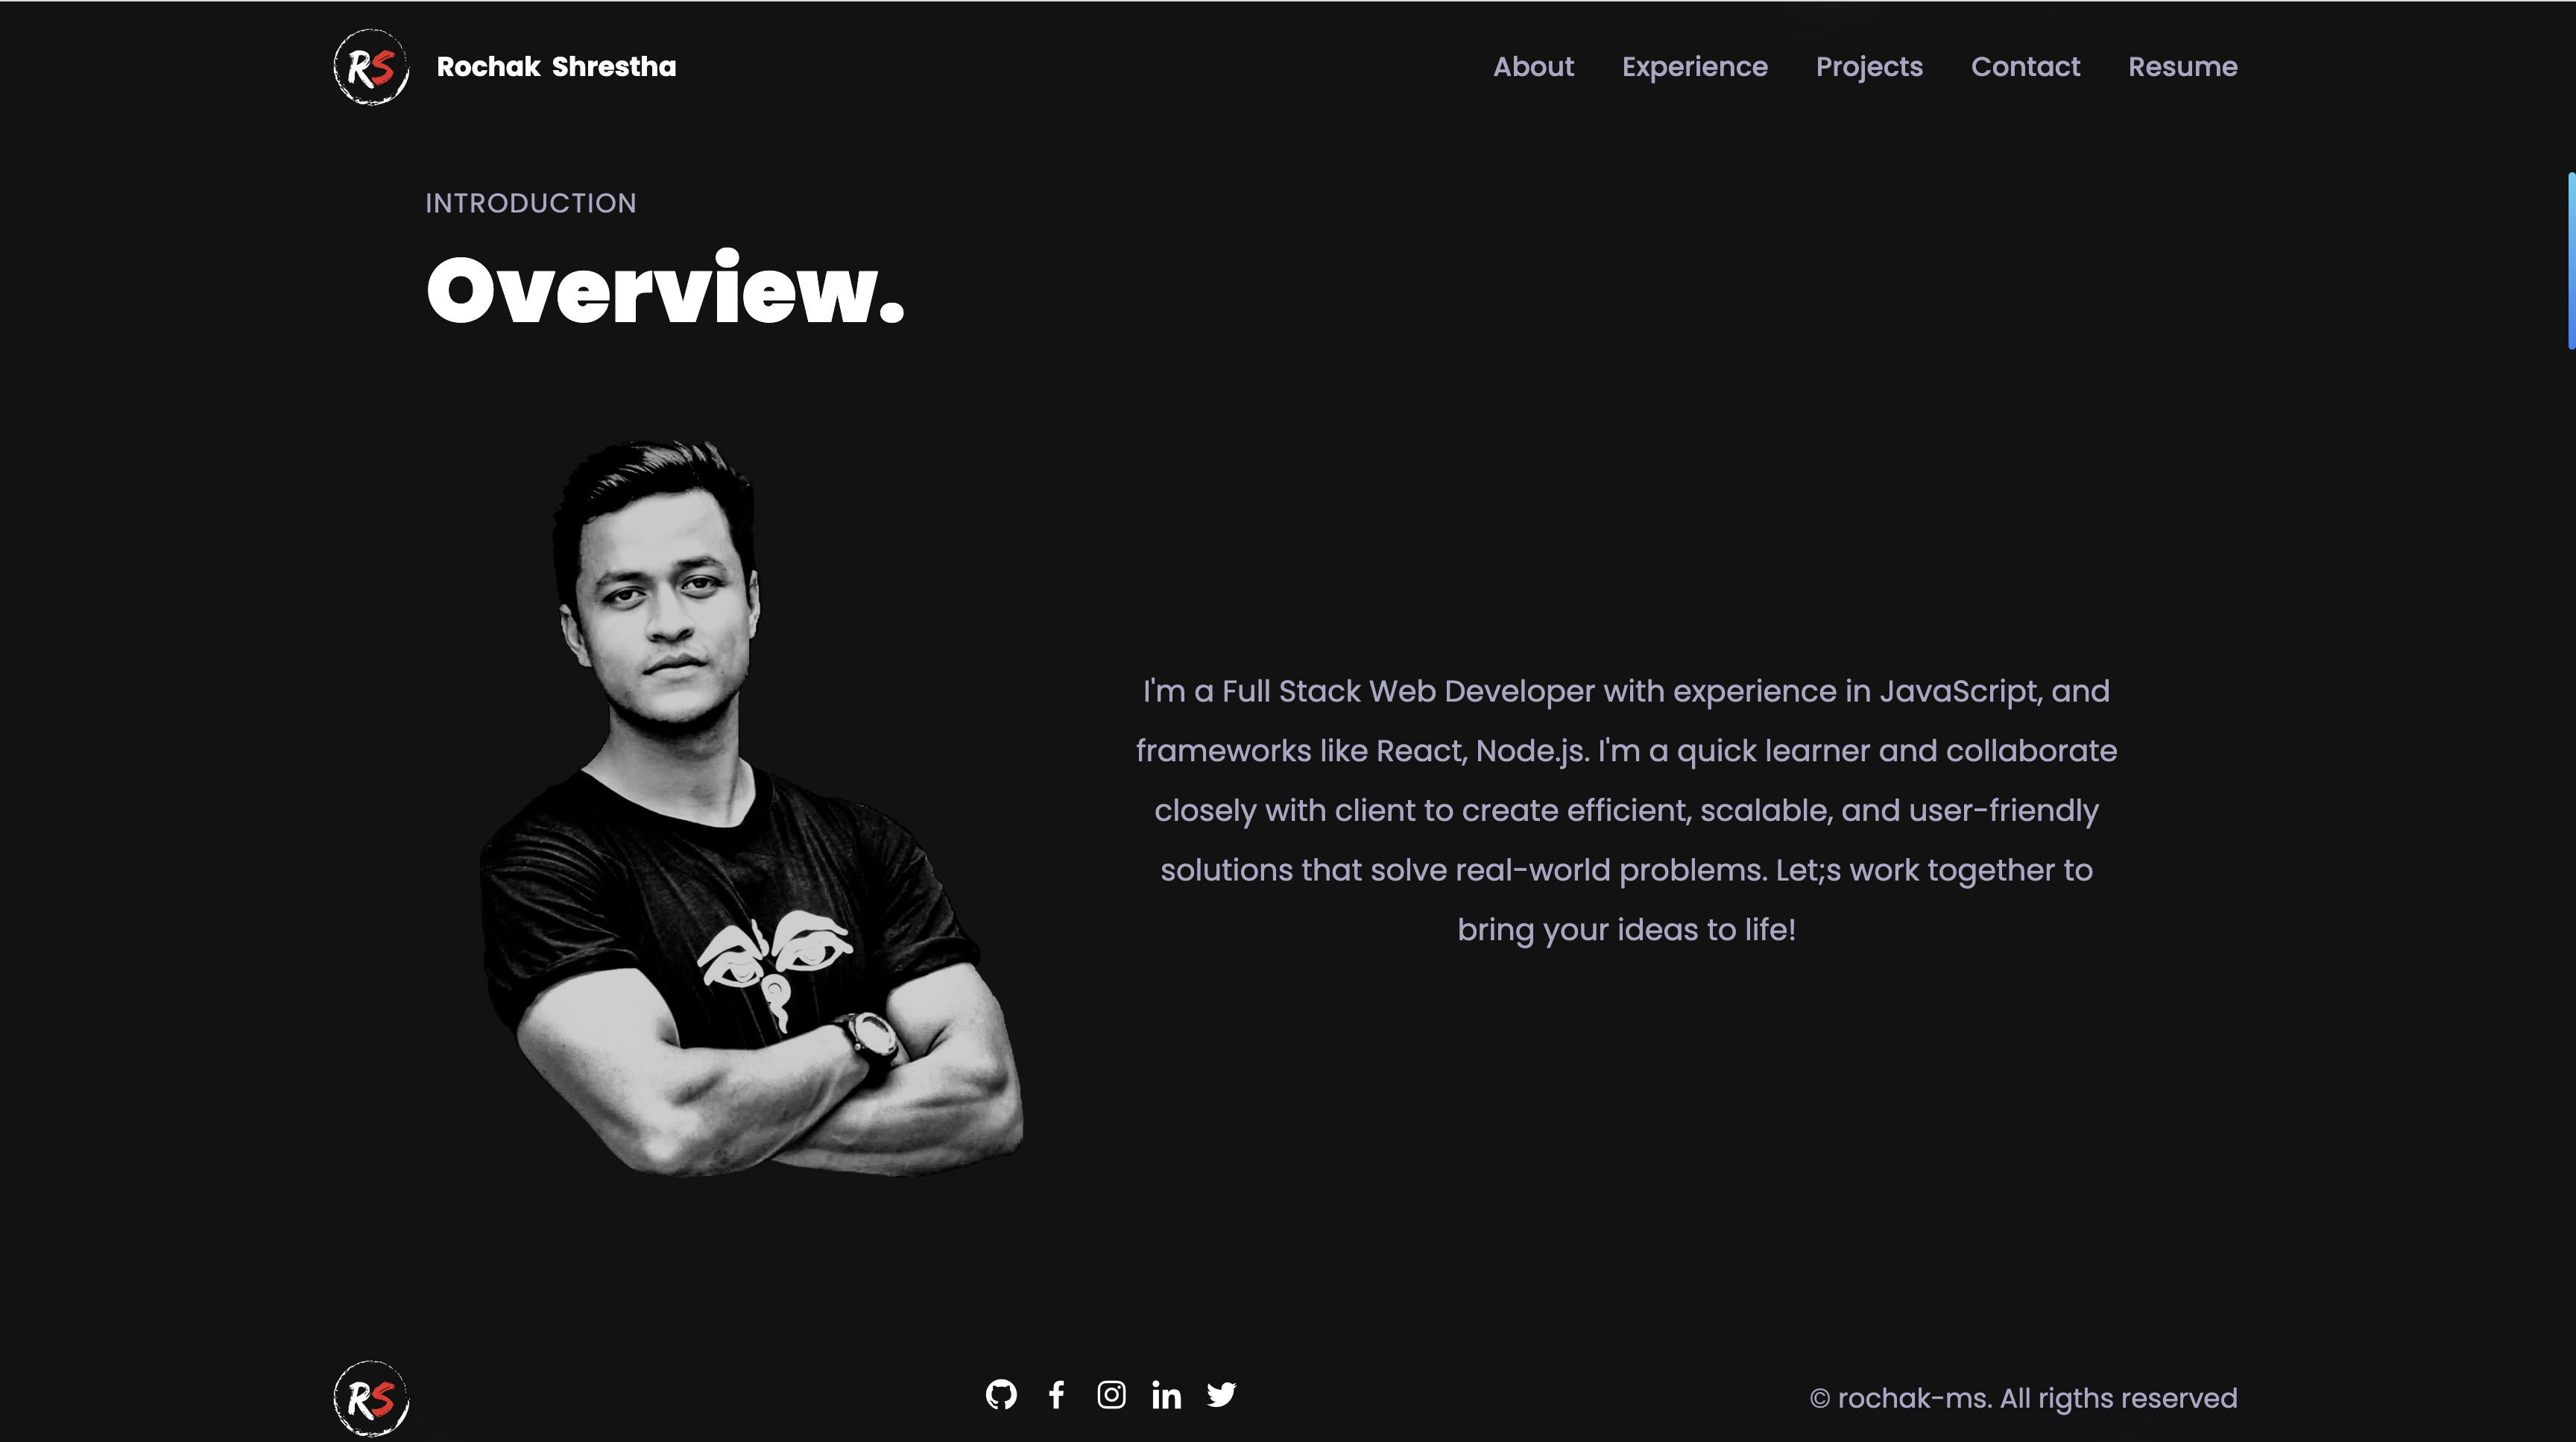 RS
Rochak Shrestha
About Experience Projects Contact Resume
INTRODUCTION
Overview.
I'm a Full Stack Web Developer with experience in JavaScript, and
frameworks like React, Node.js. I'm a quick learner and collaborate
closely with client to create efficient, scalable, and user-friendly
solutions that solve real-world problems. Let;s work together to
bring your ideas to life!
RS
© rochak-ms. All rigths reserved